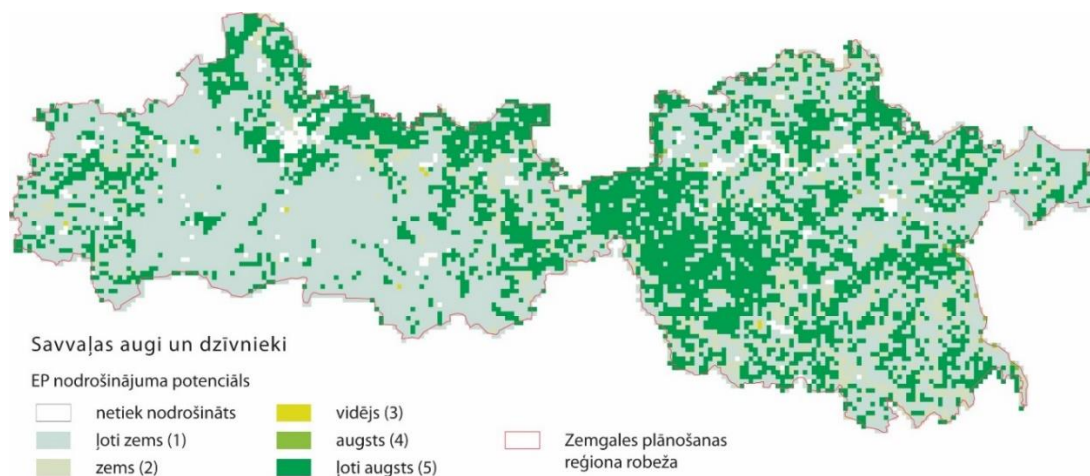 Savvaļas augi un dzīvnieki
EP nodrošinājuma potenciāls
netiek nodrošināts
ļoti zems (1)
zems (2)
vidējs (3)
augsts (4)
ļoti augsts (5)
Zemgales plānošanas
reģiona robeža